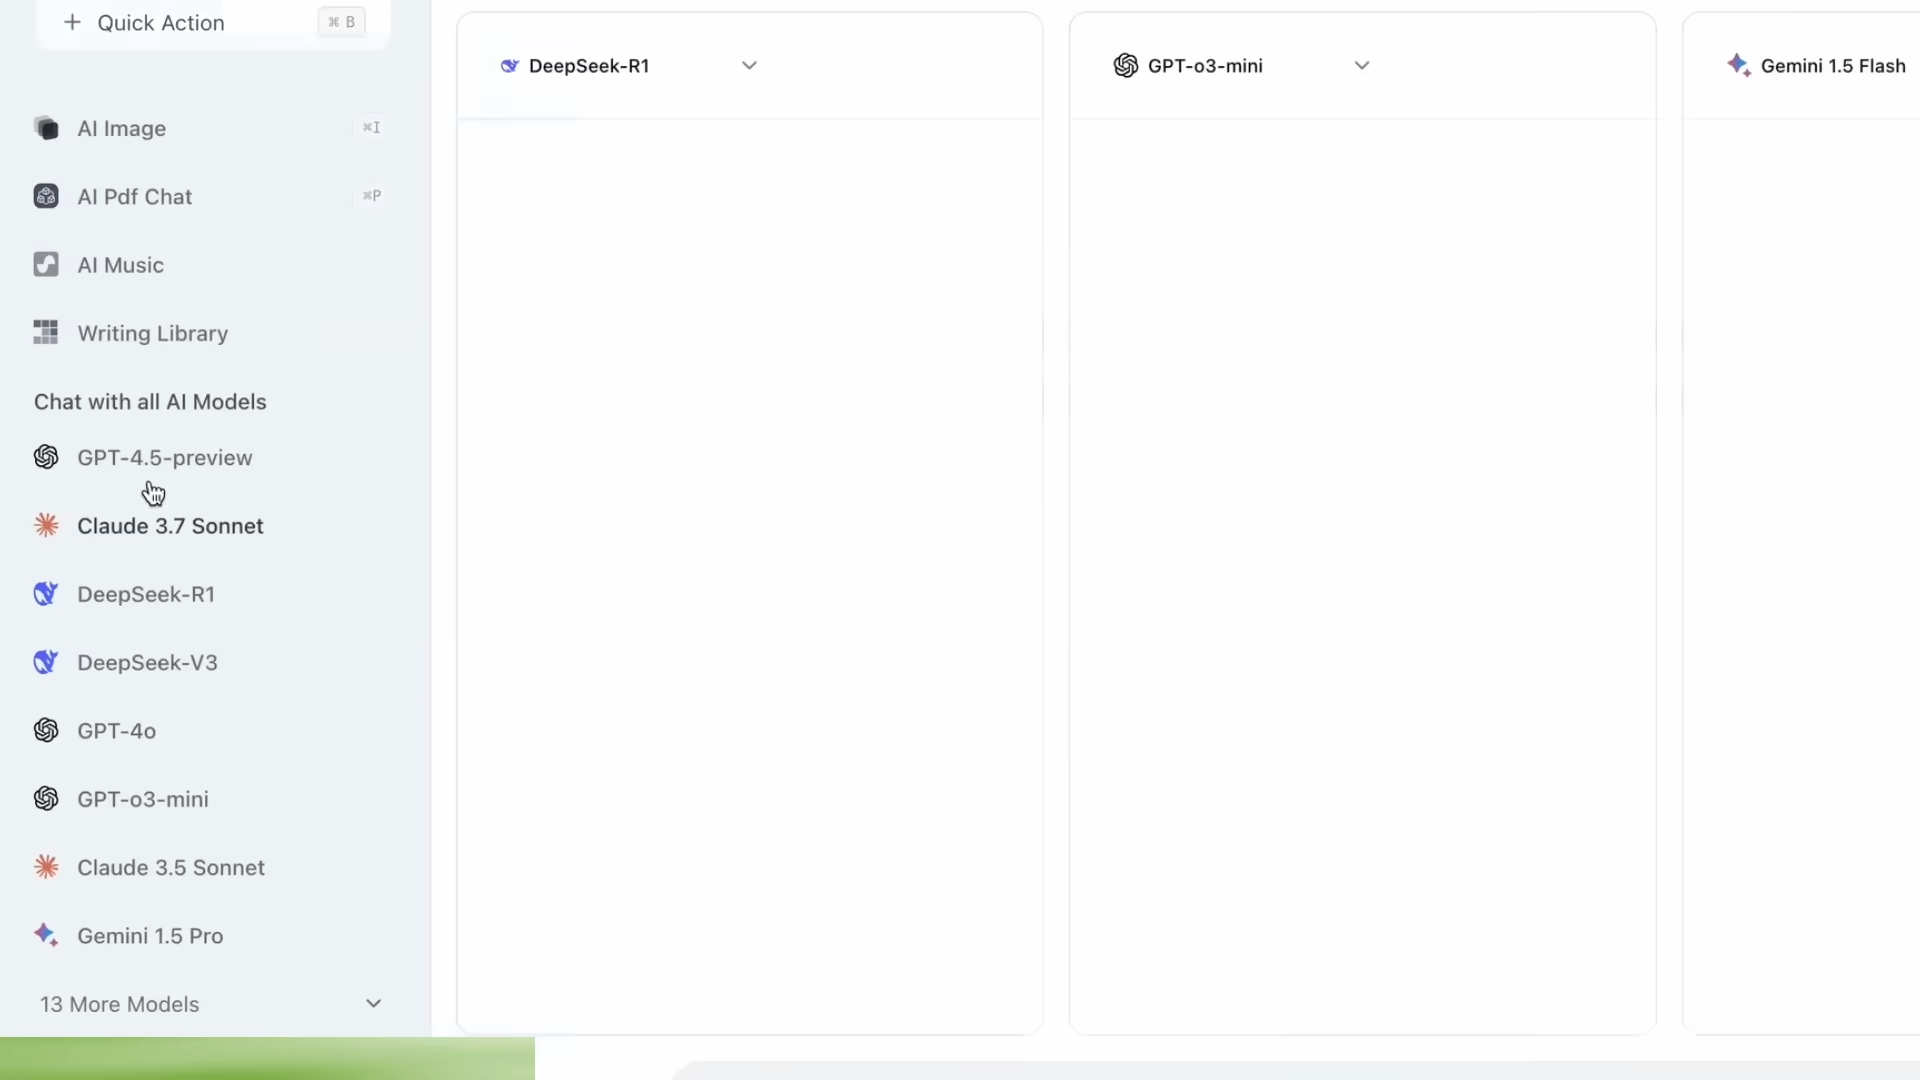 Quick Action
⌘ B
AI Image
⌘I
AI Pdf Chat
⌘P
AI Music
Writing Library
Chat with all AI Models
GPT-4.5-preview
Claude 3.7 Sonnet
DeepSeek-R1
DeepSeek-V3
GPT-4o
GPT-o3-mini
Claude 3.5 Sonnet
Gemini 1.5 Pro
13 More Models
DeepSeek-R1
GPT-o3-mini
Gemini 1.5 Flash